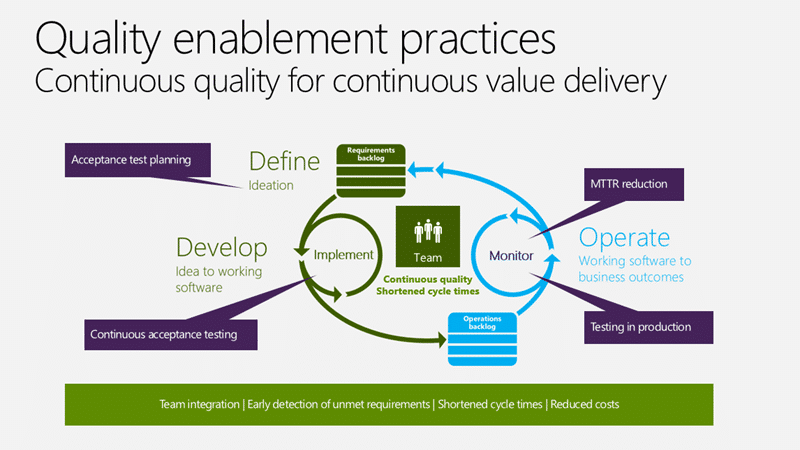 Quality enablement practices
Continuous quality for continuous value delivery
Acceptance test planning
Define
Ideation
Requirements
backlog
MTTR reduction
Develop
Idea to working
software
Implement
Team
Monitor
Operate
Working software to
business outcomes
Continuous quality
Shortened cycle times
Continuous acceptance testing
Operations
backlog
Testing in production
Team integration | Early detection of unmet requirements | Shortened cycle times | Reduced costs